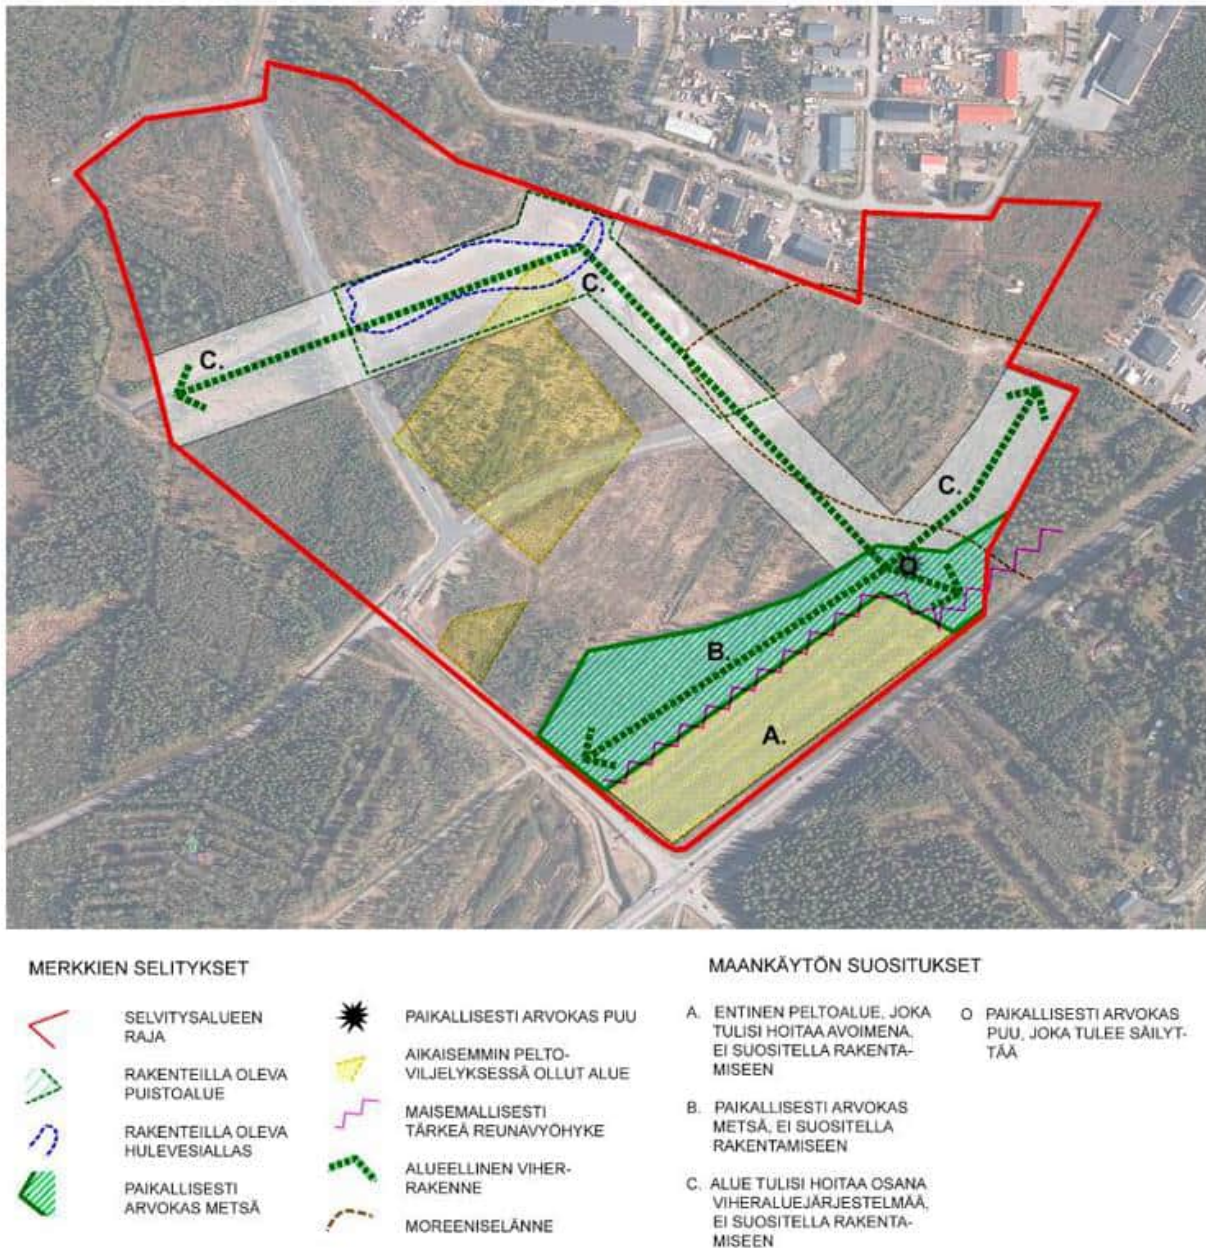 C.
C.
C.
O
B.
A.
MERKKIEN SELITYKSET
SELVITYSALUEEN
RAJA
RAKENTEILLA OLEVA
PUISTOALUE
RAKENTEILLA OLEVA
HULEVESIALLAS
PAIKALLISESTI
ARVOKAS METSÄ
PAIKALLISESTI ARVOKAS PUU
AIKAISEMMIN PELTO-
VILJELYKSESSÄ OLLUT ALUE
MAISEMALLISESTI
TÄRKEÄ REUNAVYÖHYKE
ALUEELLINEN VIHER-
RAKENNE
MOREENISELÄNNE
MAANKÄYTÖN SUOSITUKSET
A. ENTINEN PELTOALUE, JOKA
TULISI HOITAA AVOIMENA,
EI SUOSITELLA RAKENTA-
MISEEN
B. PAIKALLISESTI ARVOKAS
METSÄ, EI SUOSITELLA
RAKENTAMISEEN
C. ALUE TULISI HOITAA OSANA
VIHERALUEJÄRJESTELMÄÄ,
EI SUOSITELLA RAKENTA-
MISEEN
O PAIKALLISESTI ARVOKAS
PUU, JOKA TULEE SÄILYT-
TÄÄ